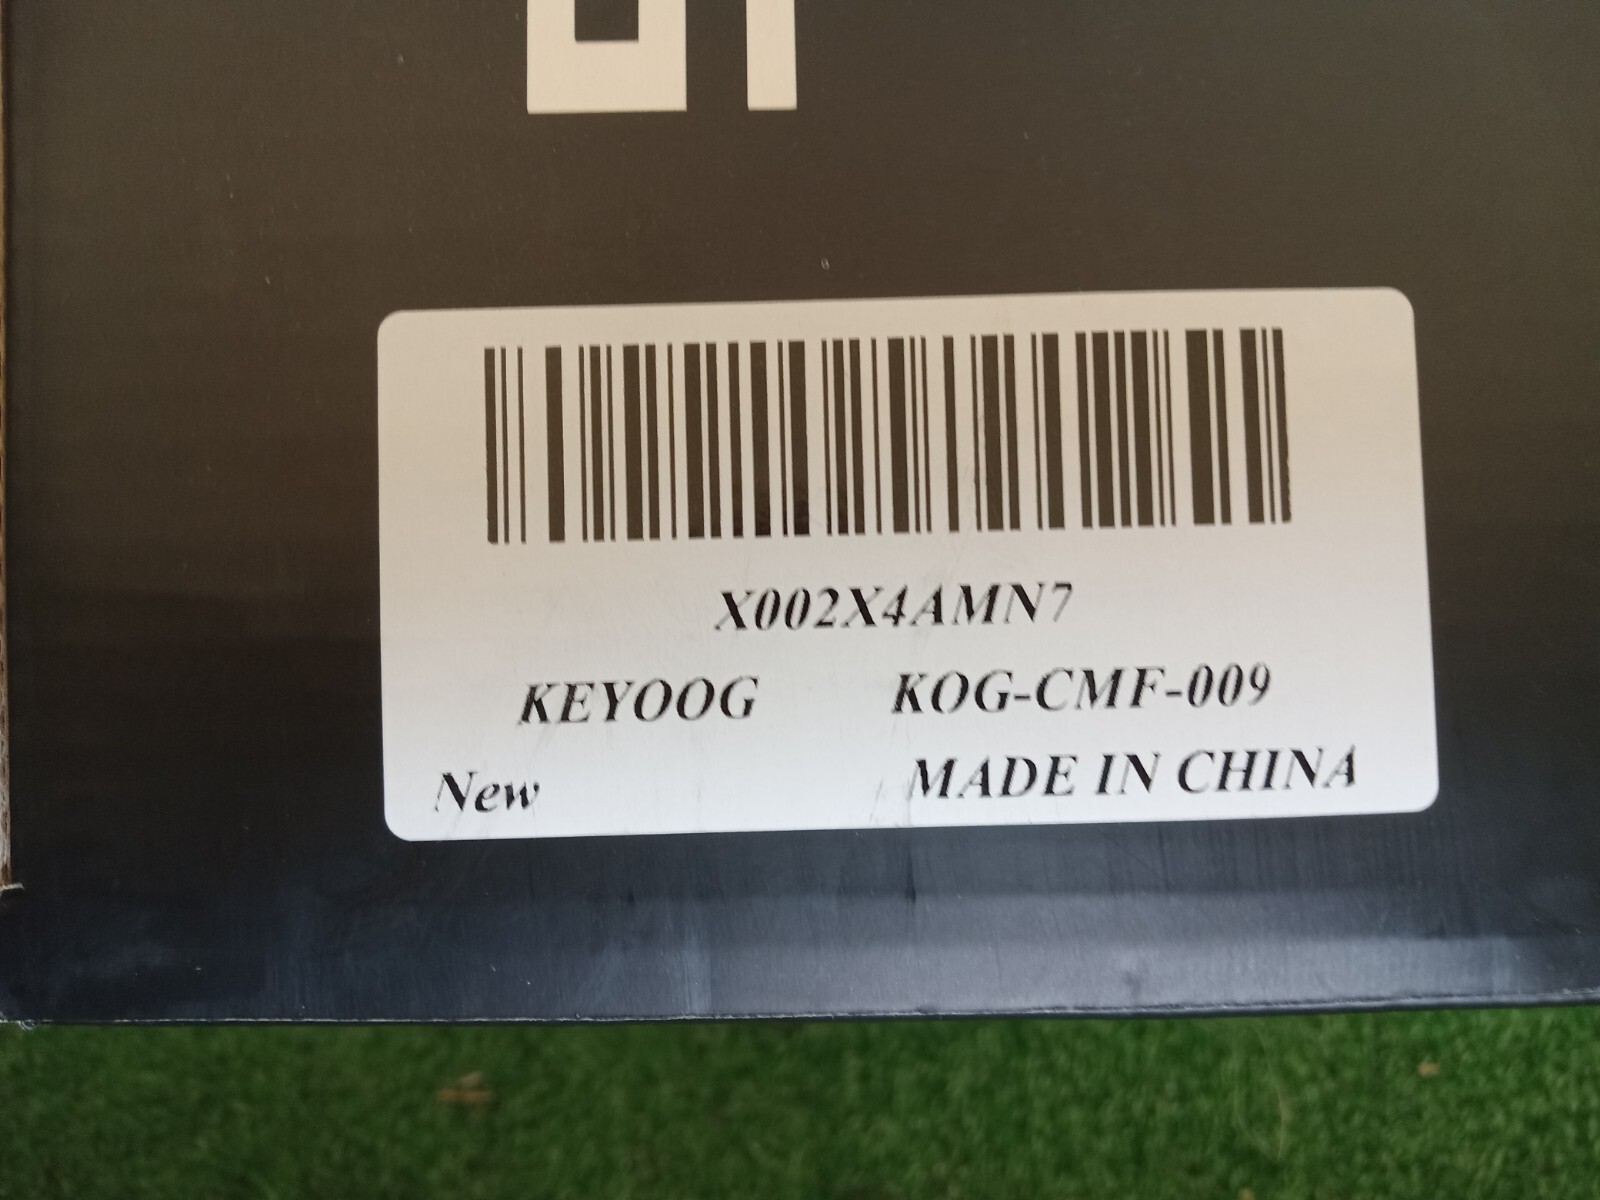 X002X4AMN7
KEYOOG KOG-CMF-009
New MADE IN CHINA